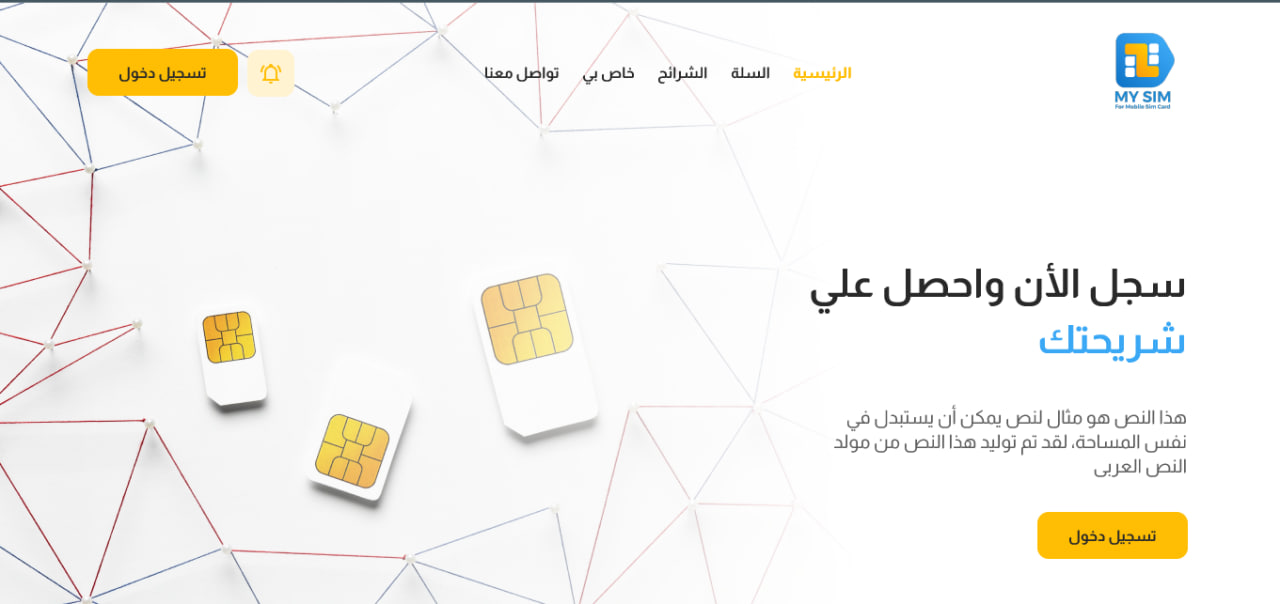 MY SIM
For Mobile Sim Card
الرئيسية السلة الشرائح خاص بي تواصل معنا
تسجيل دخول
سجل الأن واحصل علي
شريحتك
هذا النص هو مثال لنص يمكن أن يستبدل في
نفس المساحة، لقد تم توليد هذا النص من مولد
النص العربى
تسجيل دخول